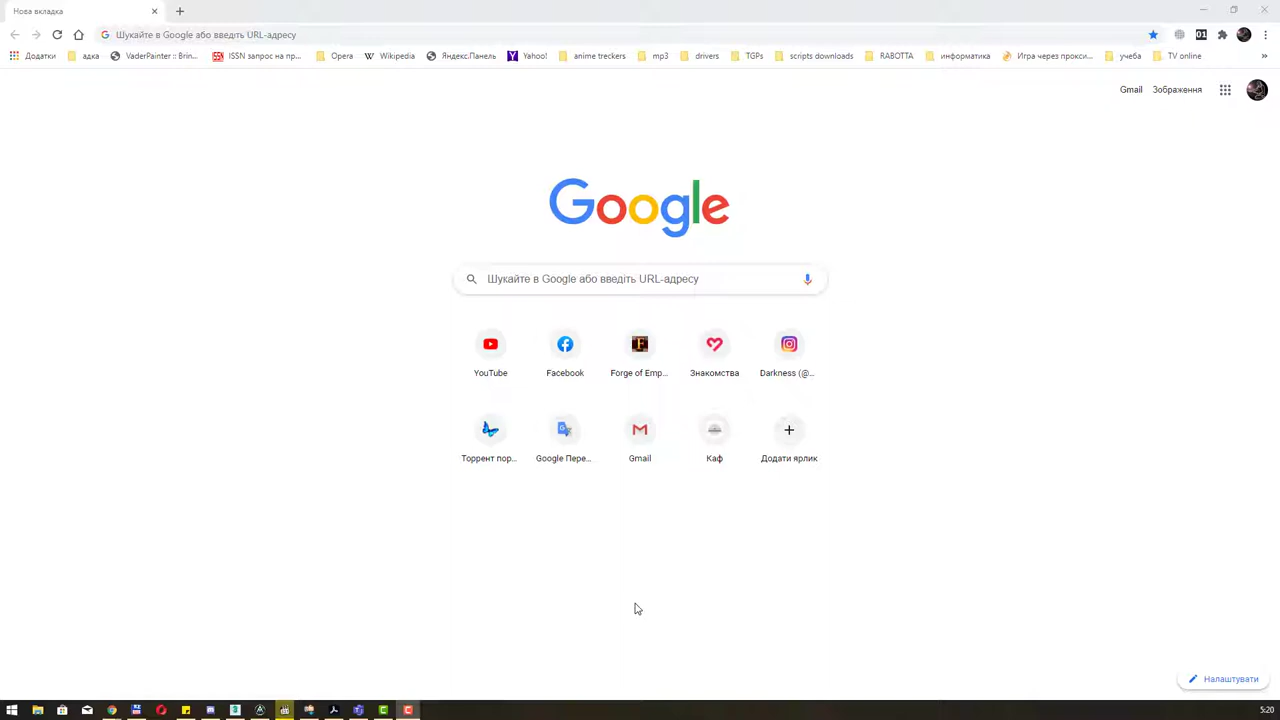 Нова вкладка
Шукайте в Google або введіть URL-адресу
Додатки адка VaderPainter :: Brin... ISSN запрос на пр... Opera Wikipedia Яндекс.Панель Yahoo! anime treckers mp3 drivers TGPs scripts downloads RABOTTA информатика Игра через прокси... учеба TV online »
Gmail Зображення
Google
Шукайте в Google або введіть URL-адресу
YouTube Facebook Forge of Emp... Знакомства Darkness (@...
Торрент пор... Google Пере... Gmail Каф Додати ярлик
Налаштувати
5:20